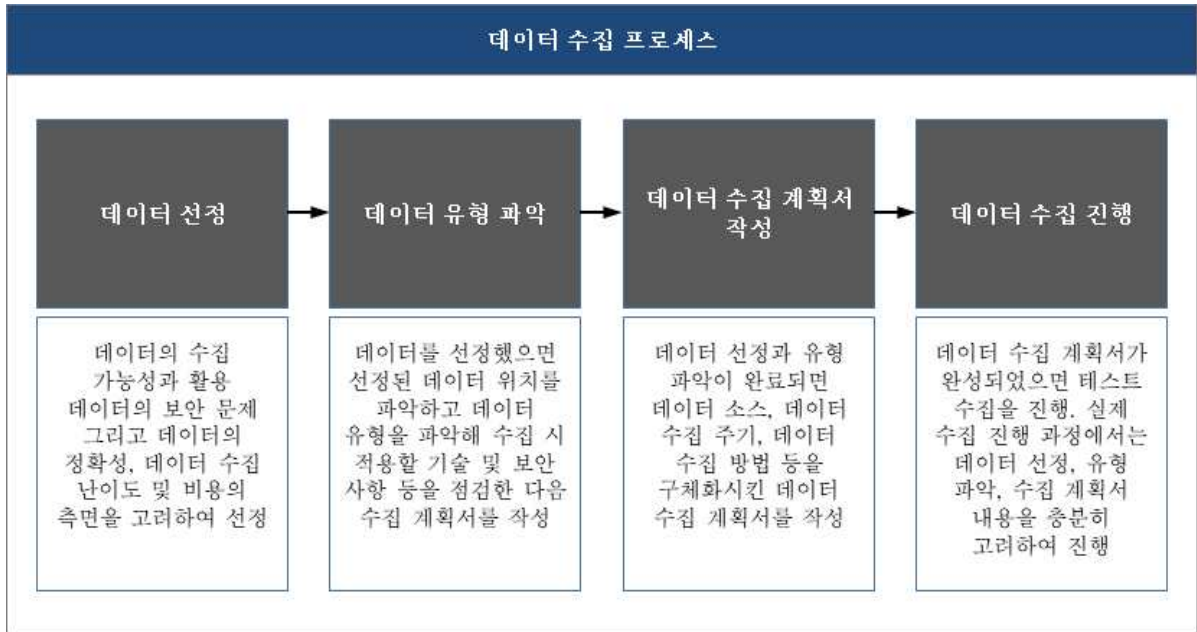 데이터 수집 프로세스
데이터 선정
데이터 유형 파악
데이터 수집 계획서
작성
데이터 수집 진행
데이터의 수집
가능성과 활용
데이터의 보안 문제
그리고 데이터의
정확성, 데이터 수집
난이도 및 비용의
측면을 고려하여 선정
데이터를 선정했으면
선정된 데이터 위치를
파악하고 데이터
유형을 파악해 수집 시
적용할 기술 및 보안
사항 등을 점검한 다음
수집 계획서를 작성
데이터 선정과 유형
파악이 완료되면
데이터 소스, 데이터
수집 주기, 데이터
수집 방법 등을
구체화시킨 데이터
수집 계획서를 작성
데이터 수집 계획서가
완성되었으면 테스트
수집을 진행. 실제
수집 진행 과정에서는
데이터 선정, 유형
파악, 수집 계획서
내용을 충분히
고려하여 진행